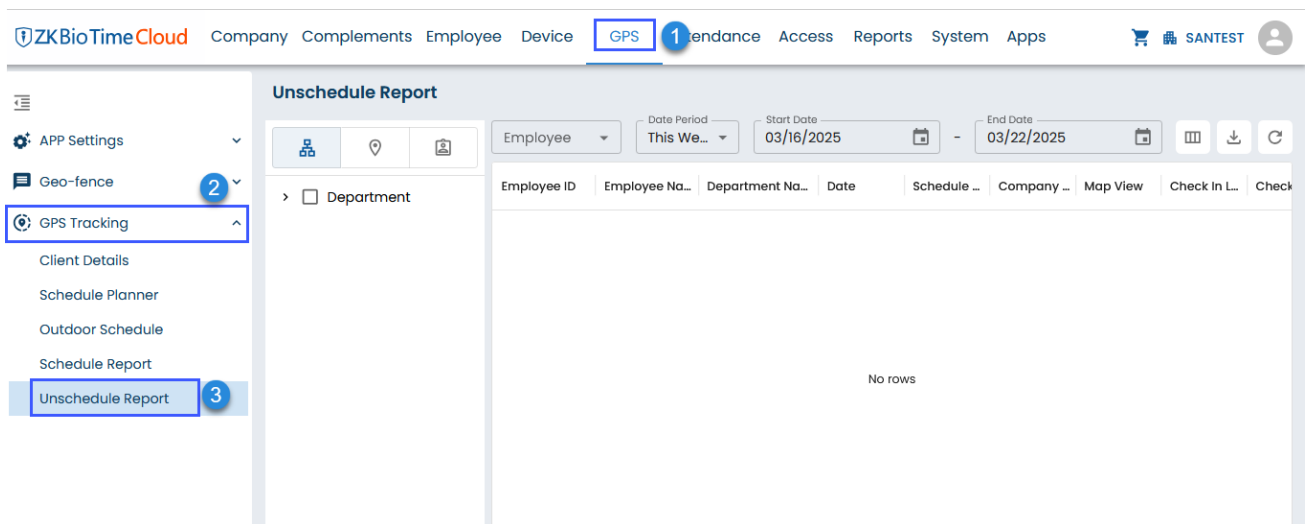 ZKBioTime Cloud Company Complements Employee Device GPS 1 tendance Access Reports System Apps SANTEST
Unschedule Report
APP Settings
Geo-fence
2
GPS Tracking
Client Details
Schedule Planner
Outdoor Schedule
Schedule Report
Unschedule Report
3
Employee
Date Period
This We...
Start Date
03/16/2025
-
End Date
03/22/2025
Department
Employee ID Employee Na... Department Na... Date Schedule ... Company ... Map View Check In L... Check
No rows